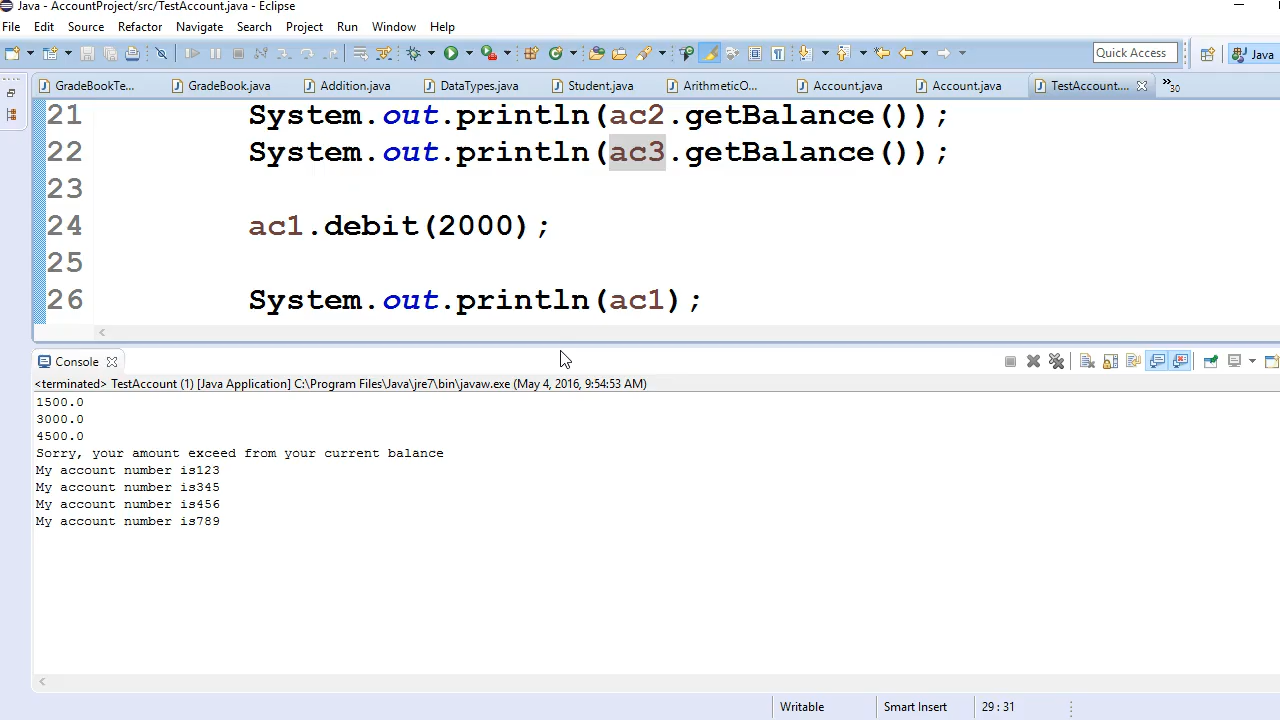 Java - AccountProject/src/TestAccount.java - Eclipse
File Edit Source Refactor Navigate Search Project Run Window Help
Quick Access
Java
GradeBookTe... GradeBook.java Addition.java DataTypes.java Student.java ArithmeticO... Account.java Account.java TestAccount.... 30
21 System.out.println(ac2.getBalance());
22 System.out.println(ac3.getBalance());
23
24 ac1.debit(2000);
25
26 System.out.println(ac1);
Console
<terminated> TestAccount (1) [Java Application] C:\Program Files\Java\jre7\bin\javaw.exe (May 4, 2016, 9:54:53 AM)
1500.0
3000.0
4500.0
Sorry, your amount exceed from your current balance
My account number is123
My account number is345
My account number is456
My account number is789
Writable Smart Insert 29 : 31